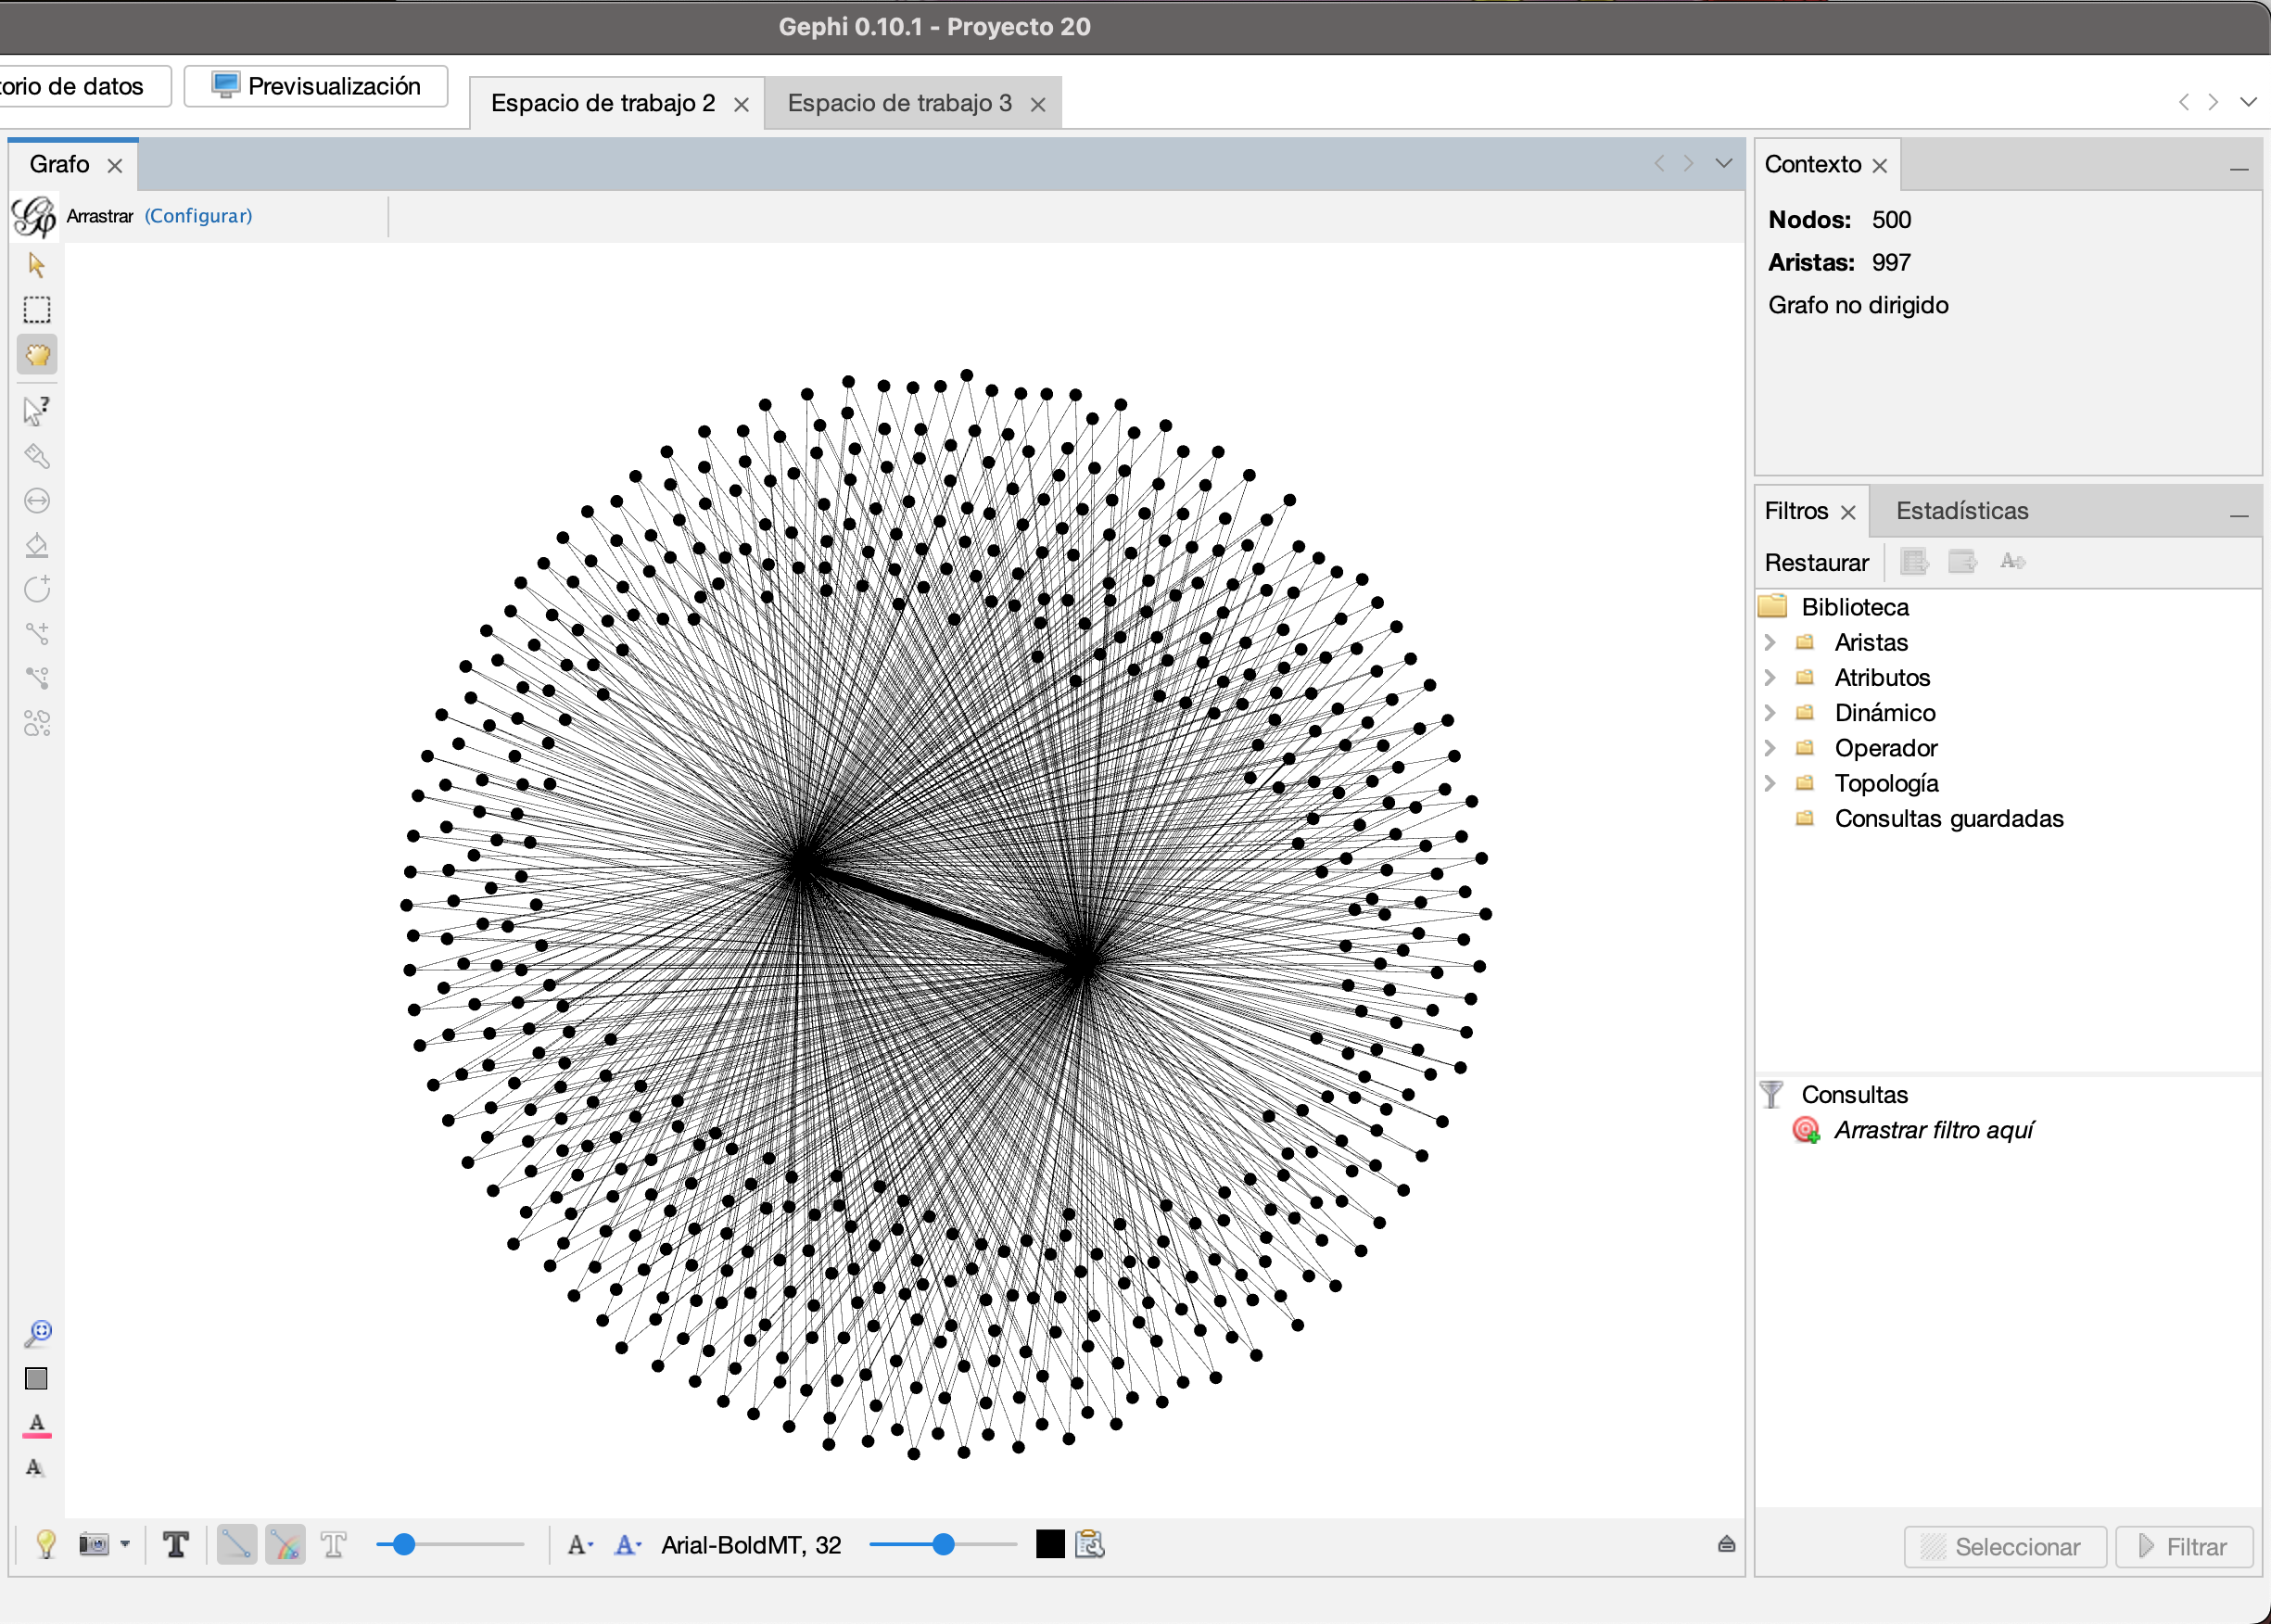 Gephi 0.10.1 - Proyecto 20
torio de datos
Previsualización
Espacio de trabajo 2
Espacio de trabajo 3
Grafo
Arrastrar (Configurar)
Contexto
Nodos: 500
Aristas: 997
Grafo no dirigido
Filtros
Estadísticas
Restaurar
Biblioteca
Aristas
Atributos
Dinámico
Operador
Topología
Consultas guardadas
Consultas
Arrastrar filtro aquí
Seleccionar
Filtrar
Arial-BoldMT, 32